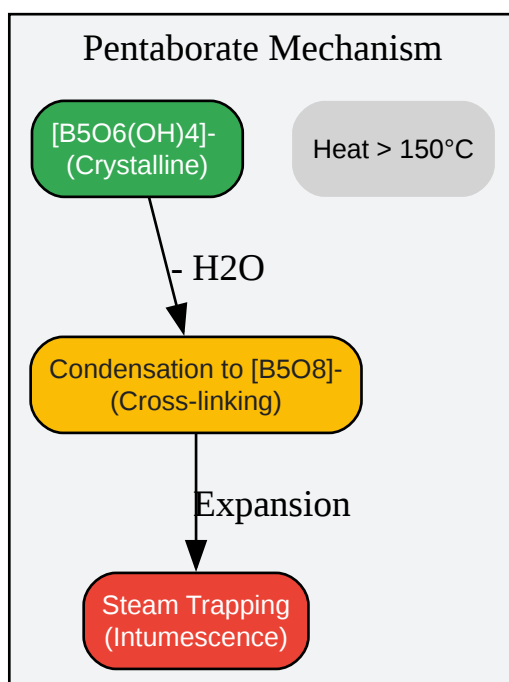 Pentaborate Mechanism
[B5O6(OH)4]-
(Crystalline)
Heat > 150°C
- H2O
Condensation to [B5O8]-
(Cross-linking)
Expansion
Steam Trapping
(Intumescence)